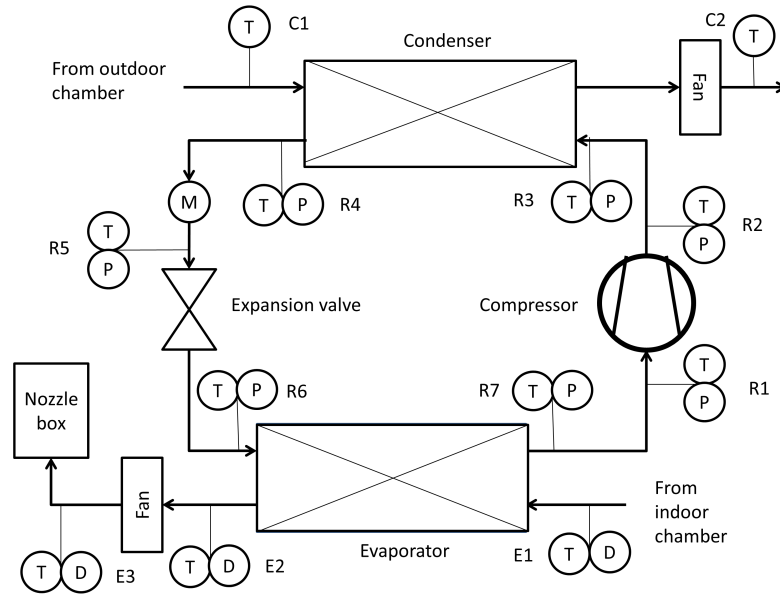 T C1
C2 T
Condenser
From outdoor
chamber
Fan
M
T P R4
R3 T P
T
P
R2
R5
T
P
Expansion valve
Compressor
T
P
R1
Nozzle
box
T P R6
R7 T P
Fan
From
indoor
chamber
Evaporator
T D E3
T D E2
E1 T D